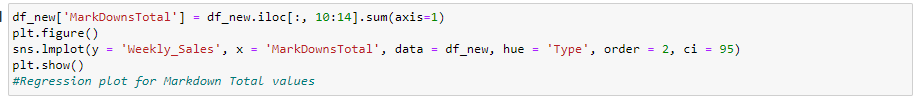 df_new['MarkDownsTotal'] = df_new.iloc[:, 10:14].sum(axis=1)
plt.figure()
sns.lmplot(y = 'Weekly_Sales', x = 'MarkDownsTotal', data = df_new, hue = 'Type', order = 2, ci = 95)
plt.show()
#Regression plot for Markdown Total values